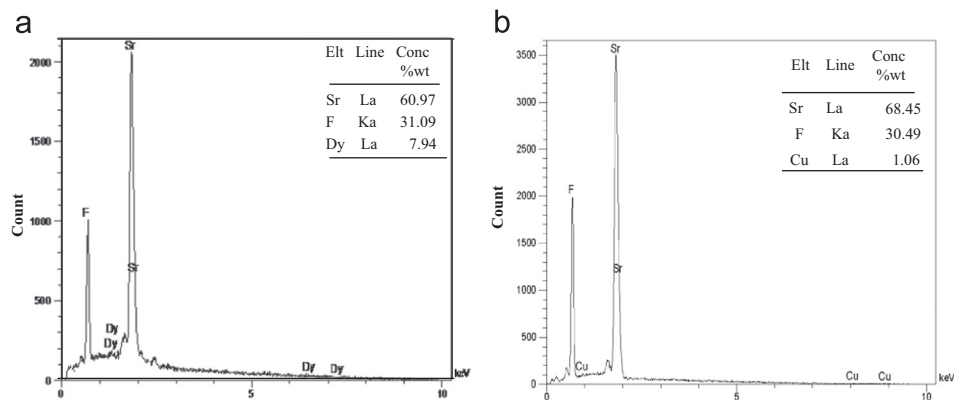 a
Sr
2000
1500
1000
500
0
Count
F
Sr
Dy
Dy
Dy Dy
0 5 10 keV
Elt Line Conc
%wt
Sr La 60.97
F Ka 31.09
Dy La 7.94
b
Sr
3500
3000
2500
2000
1500
1000
500
0
Count
F
Sr
Cu
Cu Cu
0 5 10 keV
Elt Line Conc
%wt
Sr La 68.45
F Ka 30.49
Cu La 1.06